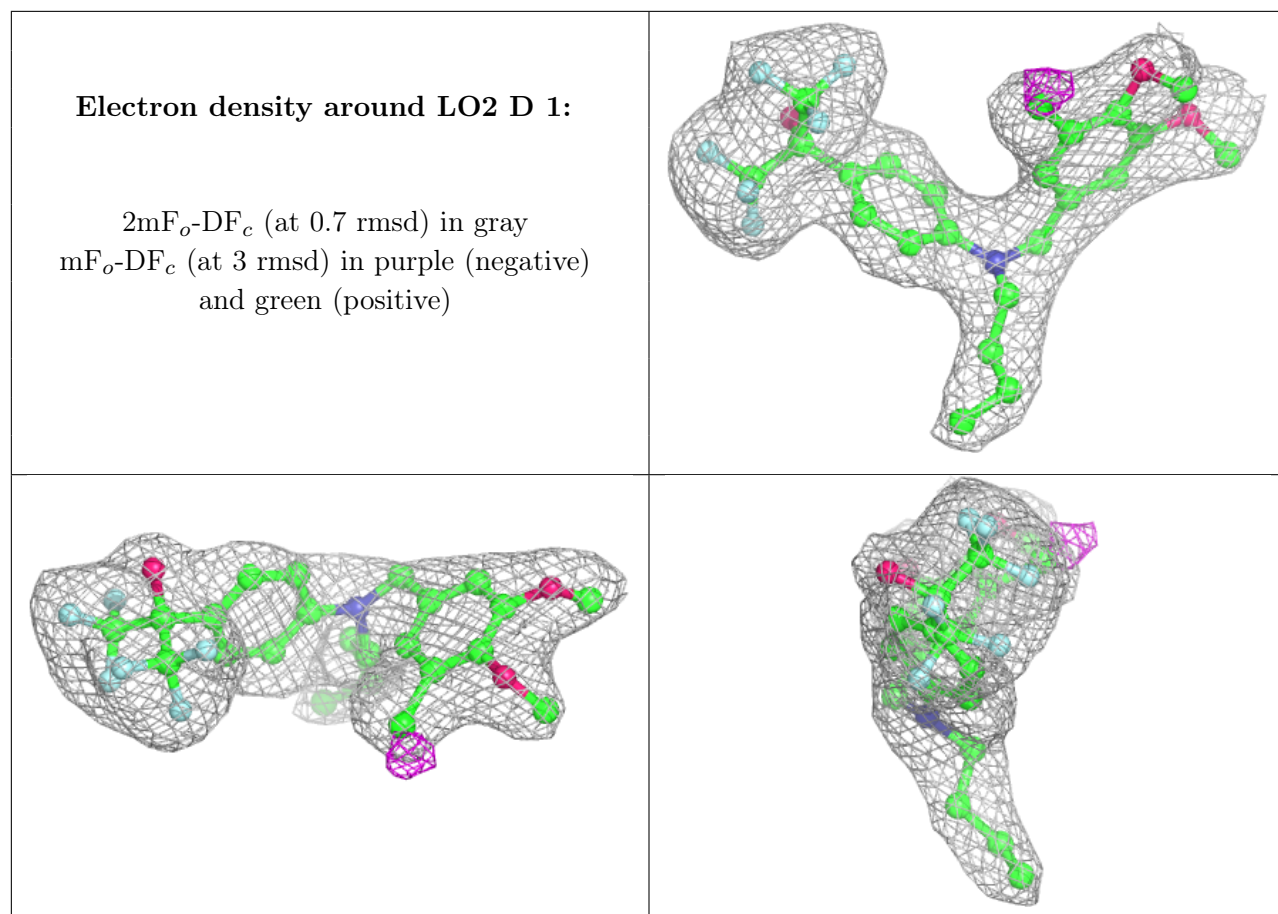 Electron density around LO2 D 1:
2mFo-DFc (at 0.7 rmsd) in gray
mFo-DFc (at 3 rmsd) in purple (negative)
and green (positive)